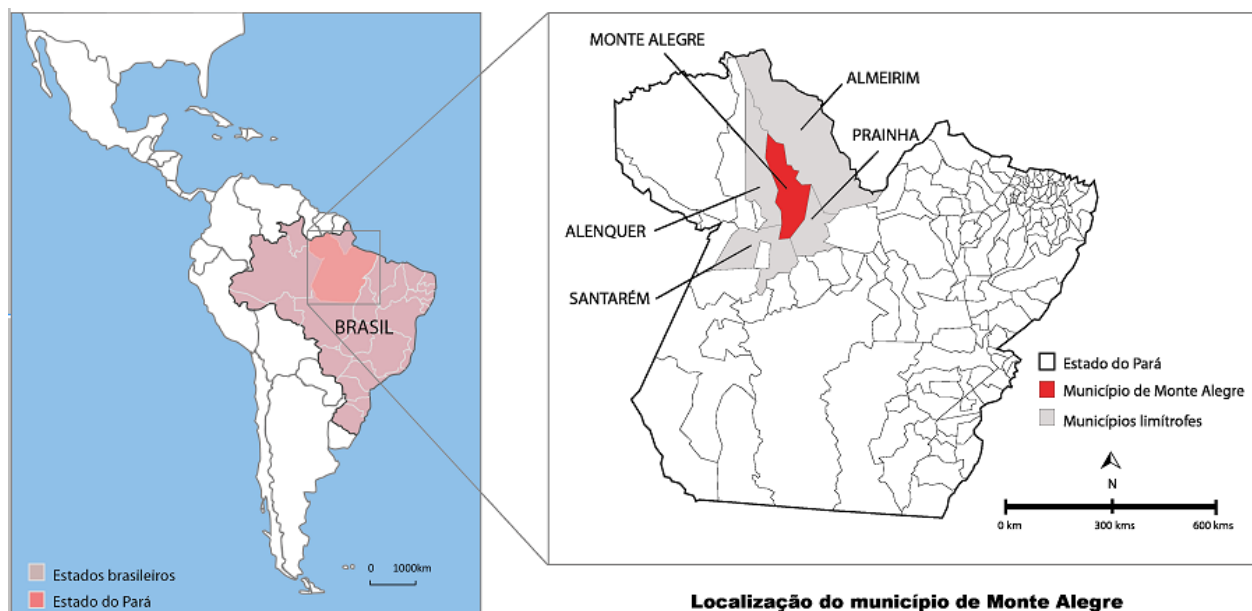 BRASIL
Estados brasileiros
Estado do Pará
0 1000km
MONTE ALEGRE
ALMEIRIM
PRAINHA
ALENQUER
SANTARÉM
Estado do Pará
Município de Monte Alegre
Municípios limítrofes
N
0 km 300 kms 600 kms
Localização do município de Monte Alegre